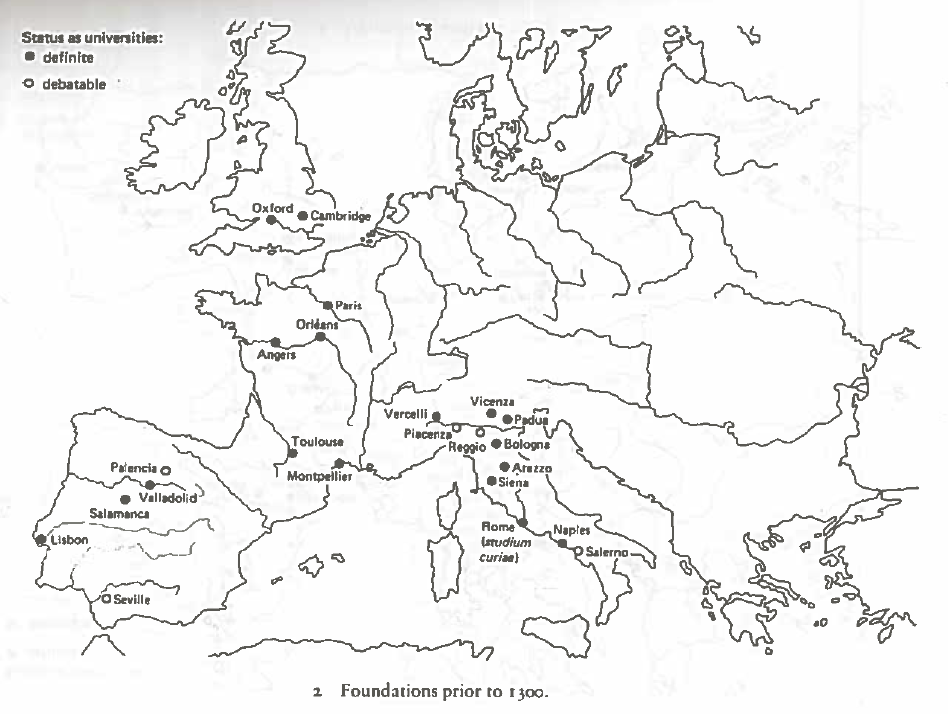 Status as universities:
definite
debatable
Oxford
Cambridge
Paris
Orléans
Angers
Vicenza
Vercelli
Padua
Piacenza
Reggio
Bologna
Toulouse
Montpellier
Arezzo
Siena
Palencia
Valladolid
Salamanca
Lisbon
Seville
Rome
(studium
curiae)
Naples
Salerno
2 Foundations prior to 1300.